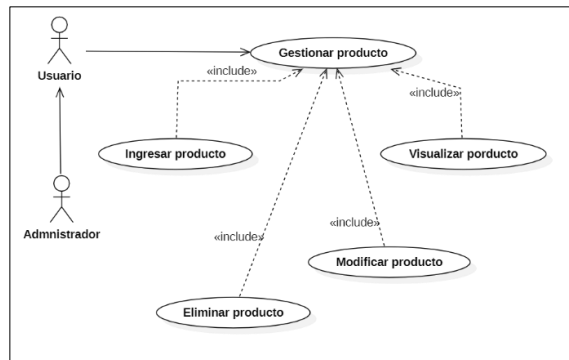 Gestionar producto
Usuario
«include»
«include»
Ingresar producto
Visualizar porducto
Admnistrador
«include»
«include»
Modificar producto
Eliminar producto